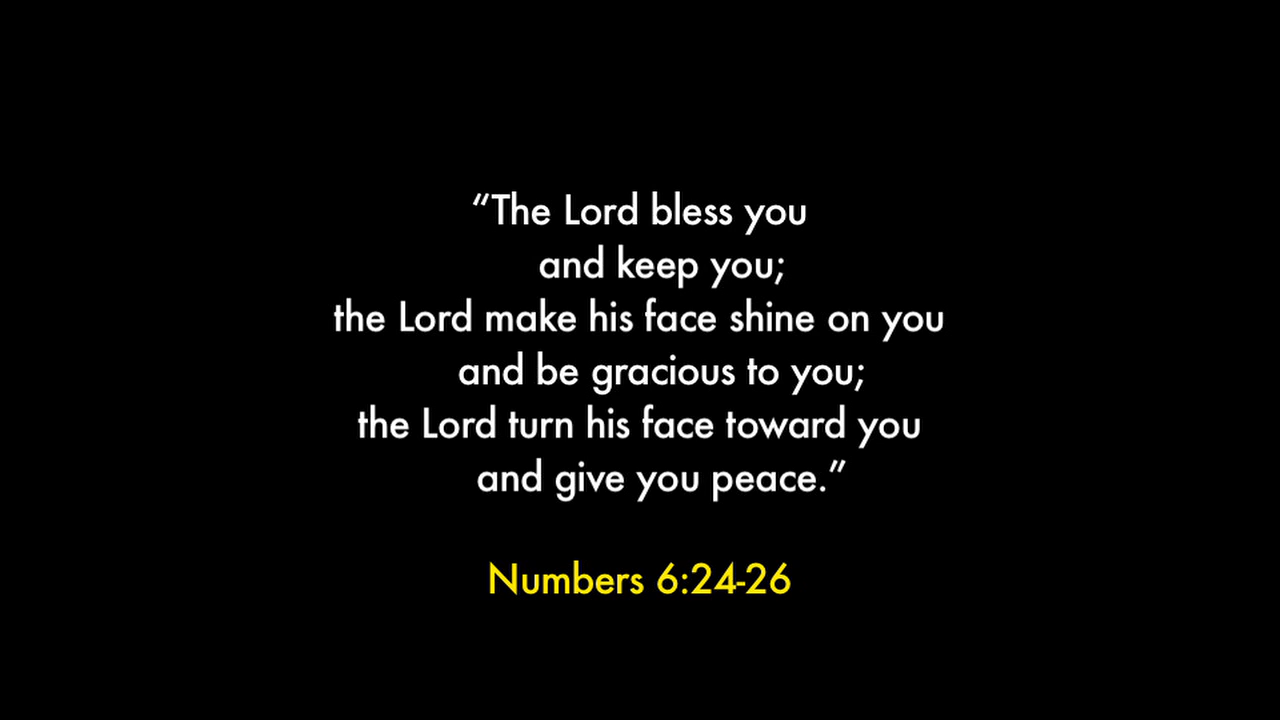 “The Lord bless you
and keep you;
the Lord make his face shine on you
and be gracious to you;
the Lord turn his face toward you
and give you peace.”
Numbers 6:24-26